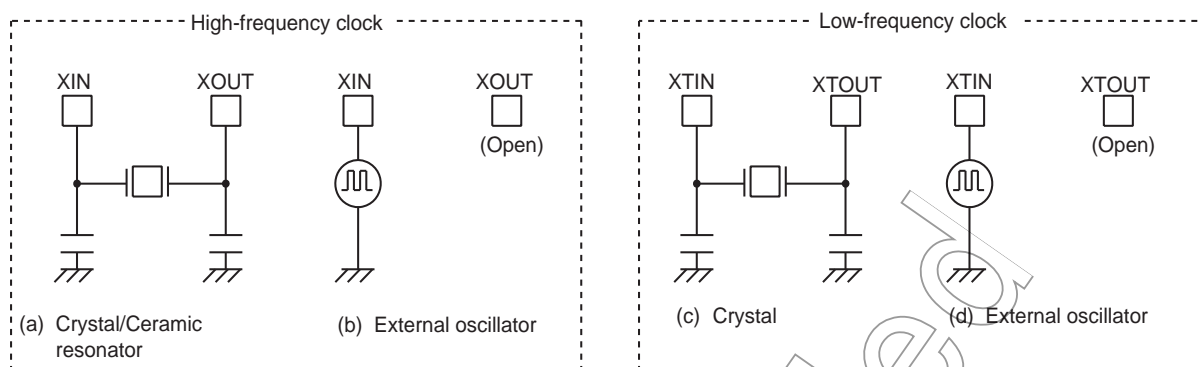 High-frequency clock
XIN XOUT XIN XOUT
(Open)
(a) Crystal/Ceramic
resonator
(b) External oscillator
Low-frequency clock
XTIN XTOUT XTIN XTOUT
(Open)
(c) Crystal
(d) External oscillator